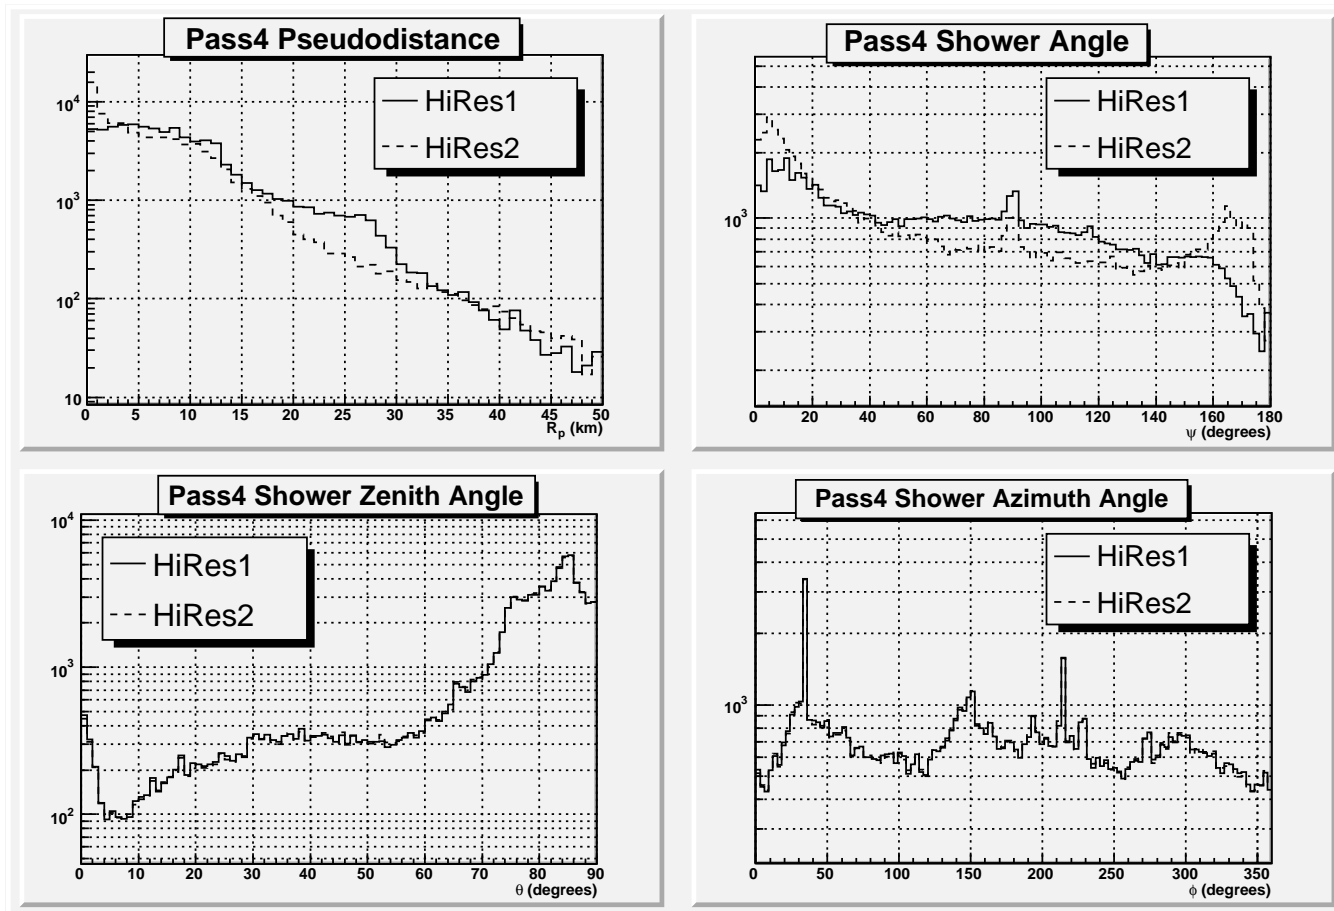 Pass4 Pseudodistance
HiRes1
HiRes2
10^4
10^3
10^2
10
0 5 10 15 20 25 30 35 40 45 50
R_p (km)
Pass4 Shower Angle
HiRes1
HiRes2
10^3
0 20 40 60 80 100 120 140 160 180
ψ (degrees)
Pass4 Shower Zenith Angle
HiRes1
HiRes2
10^4
10^3
10^2
0 10 20 30 40 50 60 70 80 90
θ (degrees)
Pass4 Shower Azimuth Angle
HiRes1
HiRes2
10^3
0 50 100 150 200 250 300 350
ϕ (degrees)